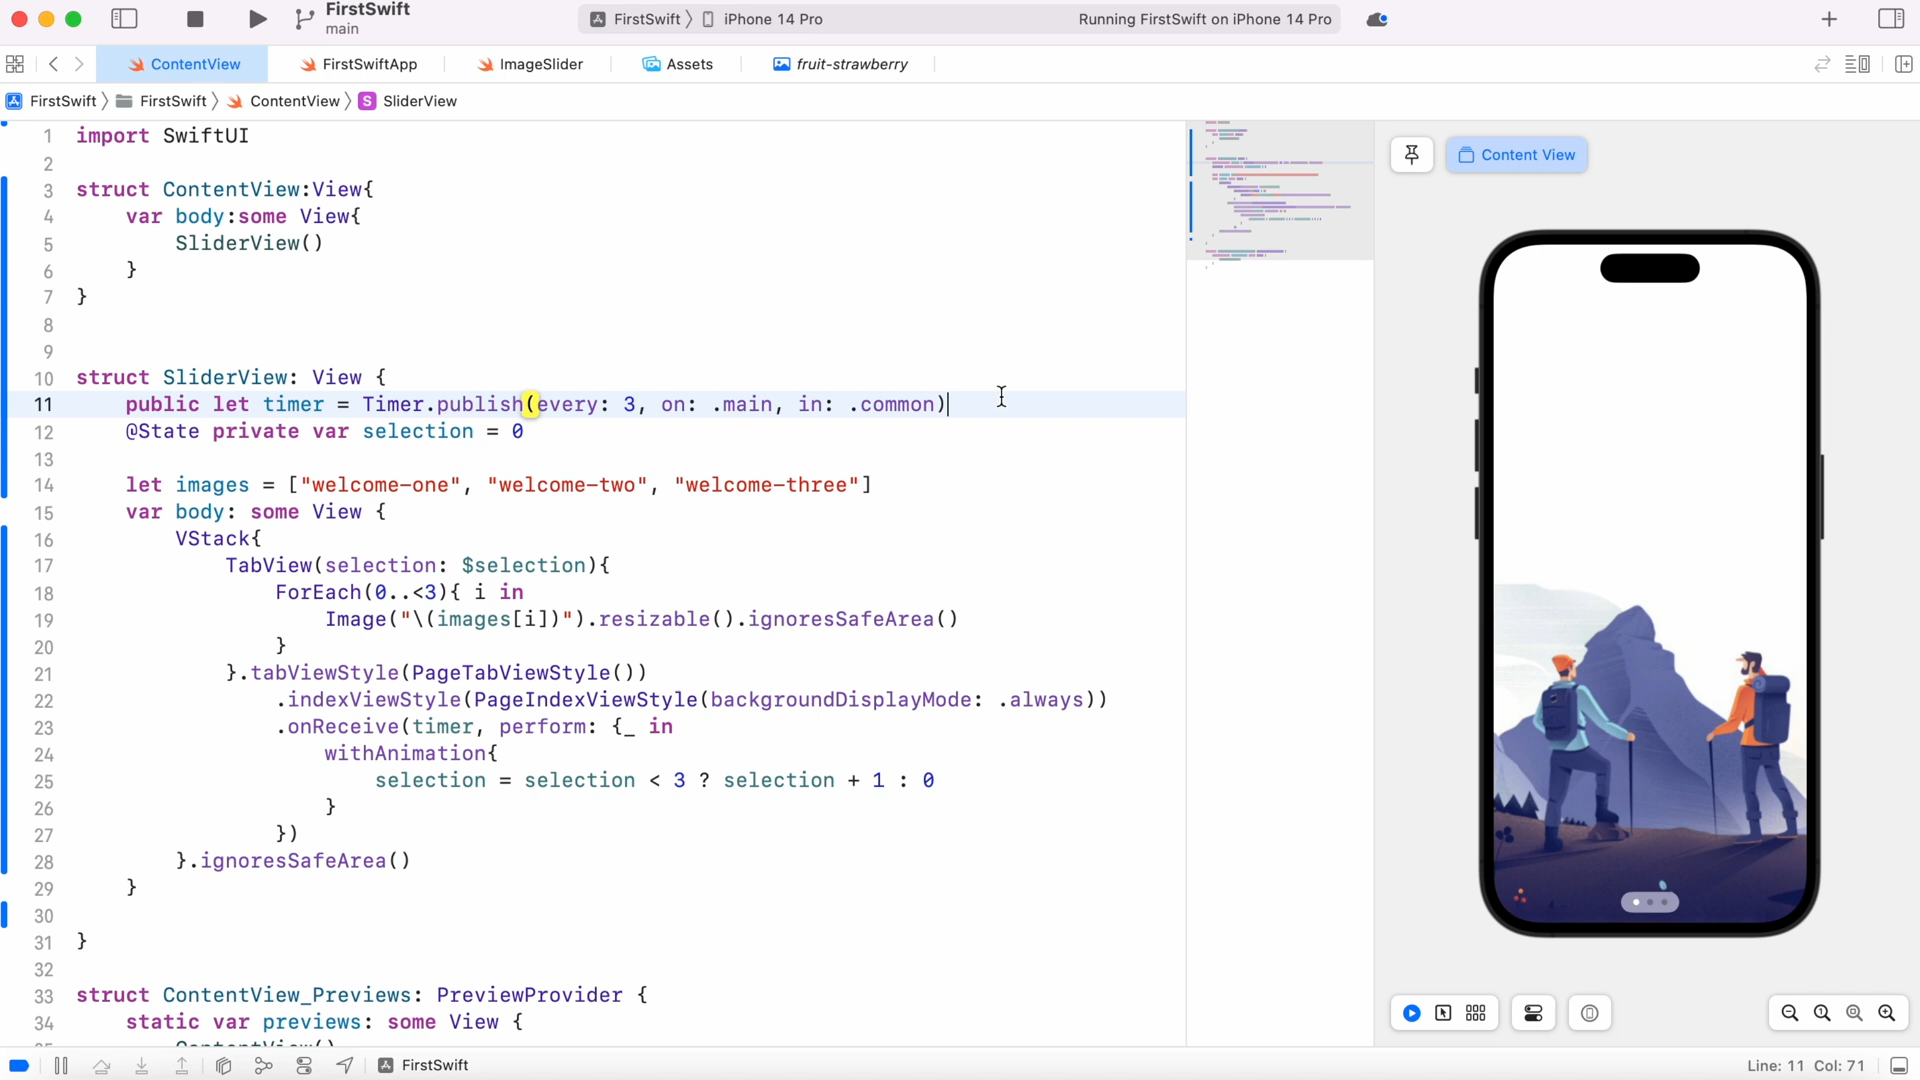 FirstSwift
main
FirstSwift 〉 iPhone 14 Pro
Running FirstSwift on iPhone 14 Pro
ContentView
FirstSwiftApp
ImageSlider
Assets
fruit-strawberry
FirstSwift 〉 FirstSwift 〉 ContentView 〉 S SliderView
1 import SwiftUI
2
3 struct ContentView:View{
4     var body:some View{
5         SliderView()
6     }
7 }
8
9
10 struct SliderView: View {
11     public let timer = Timer.publish(every: 3, on: .main, in: .common)
12     @State private var selection = 0
13
14     let images = ["welcome-one", "welcome-two", "welcome-three"]
15     var body: some View {
16         VStack{
17             TabView(selection: $selection){
18                 ForEach(0..<3){ i in
19                     Image("\(images[i])").resizable().ignoresSafeArea()
20                 }
21             }.tabViewStyle(PageTabViewStyle())
22                 .indexViewStyle(PageIndexViewStyle(backgroundDisplayMode: .always))
23                 .onReceive(timer, perform: {_ in
24                     withAnimation{
25                         selection = selection < 3 ? selection + 1 : 0
26                     }
27                 })
28         }.ignoresSafeArea()
29     }
30
31 }
32
33 struct ContentView_Previews: PreviewProvider {
34     static var previews: some View {
Content View
FirstSwift
Line: 11 Col: 71